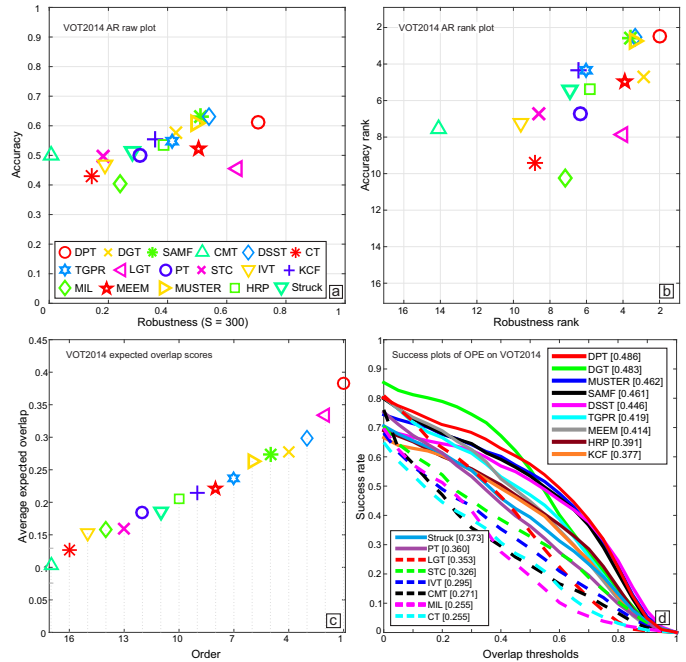 VOT2014 AR raw plot
1
0.9
0.8
0.7
0.6
0.5
0.4
0.3
0.2
0.1
0
Accuracy
DPT DGT SAMF CMT DSST CT
TGPR LGT PT STC IVT KCF
MIL MEEM MUSTER HRP Struck
a
0 0.2 0.4 0.6 0.8 1
Robustness (S = 300)
VOT2014 AR rank plot
2
4
6
8
10
12
14
16
Accuracy rank
b
16 14 12 10 8 6 4 2
Robustness rank
VOT2014 expected overlap scores
0.45
0.4
0.35
0.3
0.25
0.2
0.15
0.1
0.05
0
Average expected overlap
c
16 13 10 7 4 1
Order
Success plots of OPE on VOT2014
1
0.9
0.8
0.7
0.6
0.5
0.4
0.3
0.2
0.1
0
Success rate
DPT [0.486]
DGT [0.483]
MUSTER [0.462]
SAMF [0.461]
DSST [0.446]
TGPR [0.419]
MEEM [0.414]
HRP [0.391]
KCF [0.377]
Struck [0.373]
PT [0.360]
LGT [0.353]
STC [0.326]
IVT [0.295]
CMT [0.271]
MIL [0.255]
CT [0.255]
d
0 0.2 0.4 0.6 0.8 1
Overlap thresholds